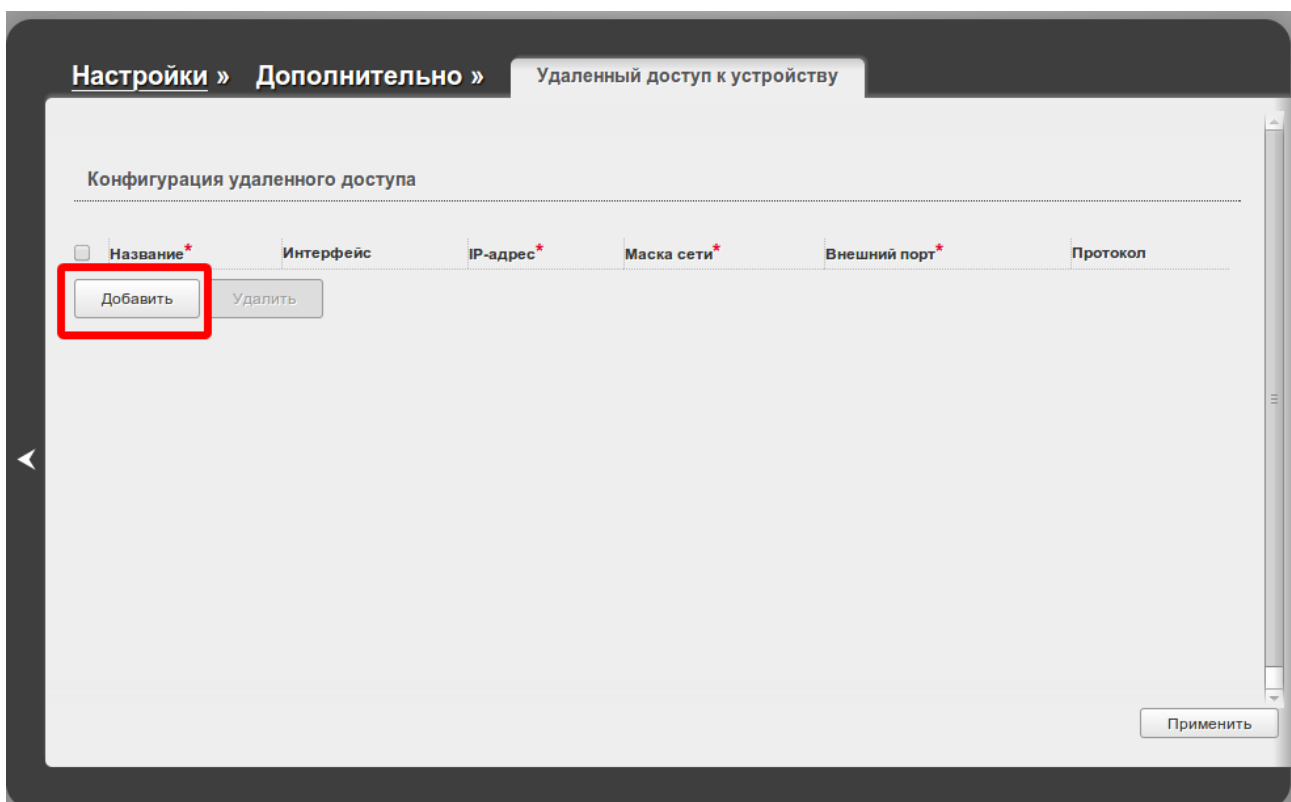 Настройки » Дополнительно » Удаленный доступ к устройству
Конфигурация удаленного доступа
Название* Интерфейс IP-адрес* Маска сети* Внешний порт* Протокол
Добавить Удалить
Применить